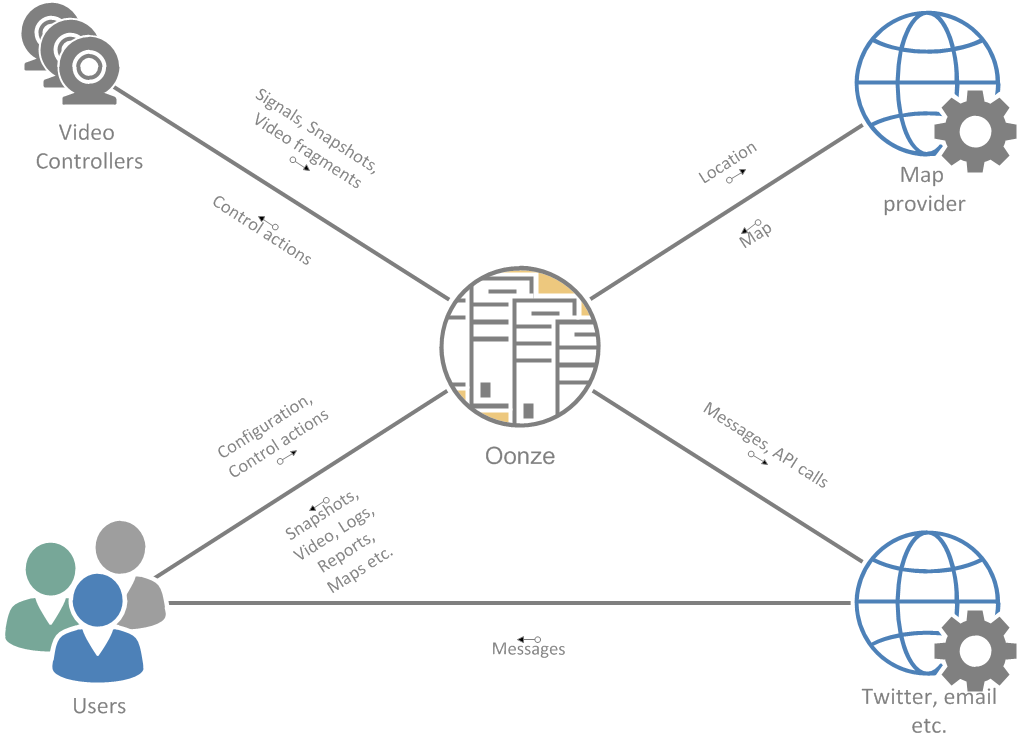 Video
Controllers
Signals, Snapshots,
Video fragments
Control actions
Location
Map
Map
provider
Oonze
Configuration,
Control actions
Snapshots,
Video, Logs,
Reports,
Maps etc.
Messages, API calls
Messages
Users
Twitter, email
etc.